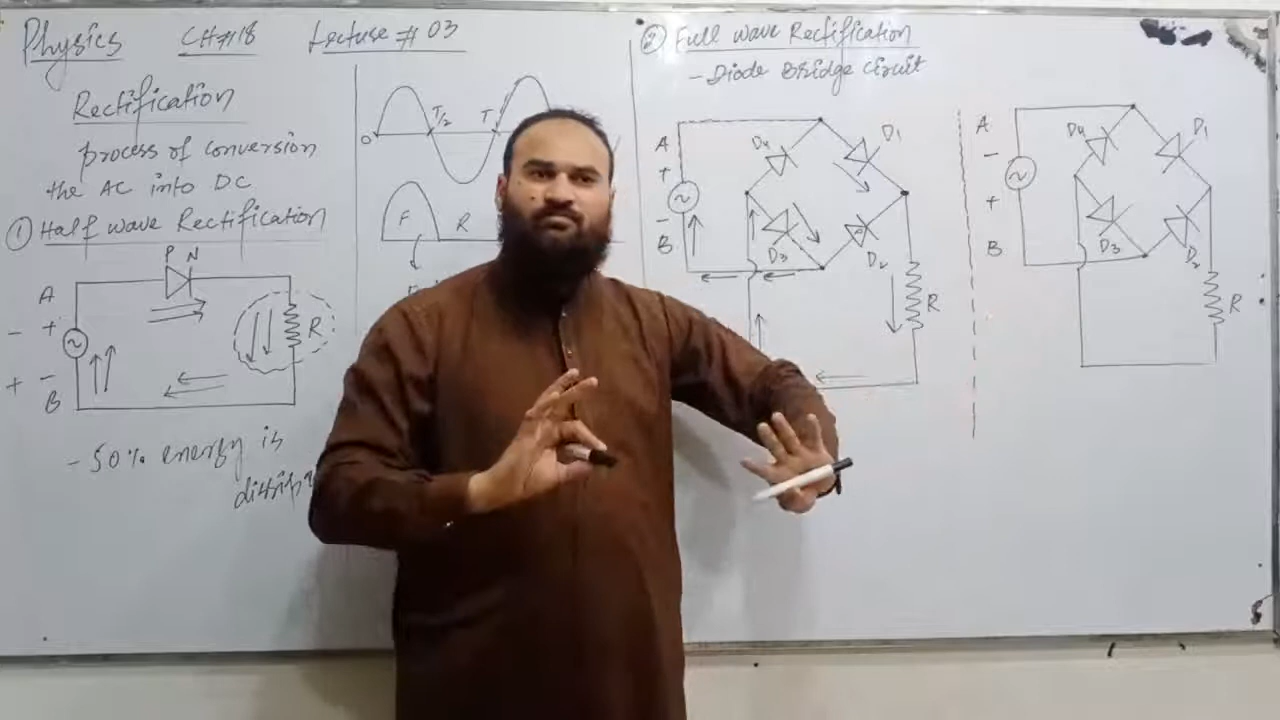 Physics CH#18 Lecture # 03
Rectification
process of conversion
the AC into DC
① Half wave Rectification
P N
A
- +
~
R
+ -
B
- 50% energy is
O T/2 T
F R
② Full wave Rectification
- Diode Bridge Circuit
A
+
~
-
B
D4 D1
D3 D2
R
A
-
~
+
B
D4 D1
D3 D2
R